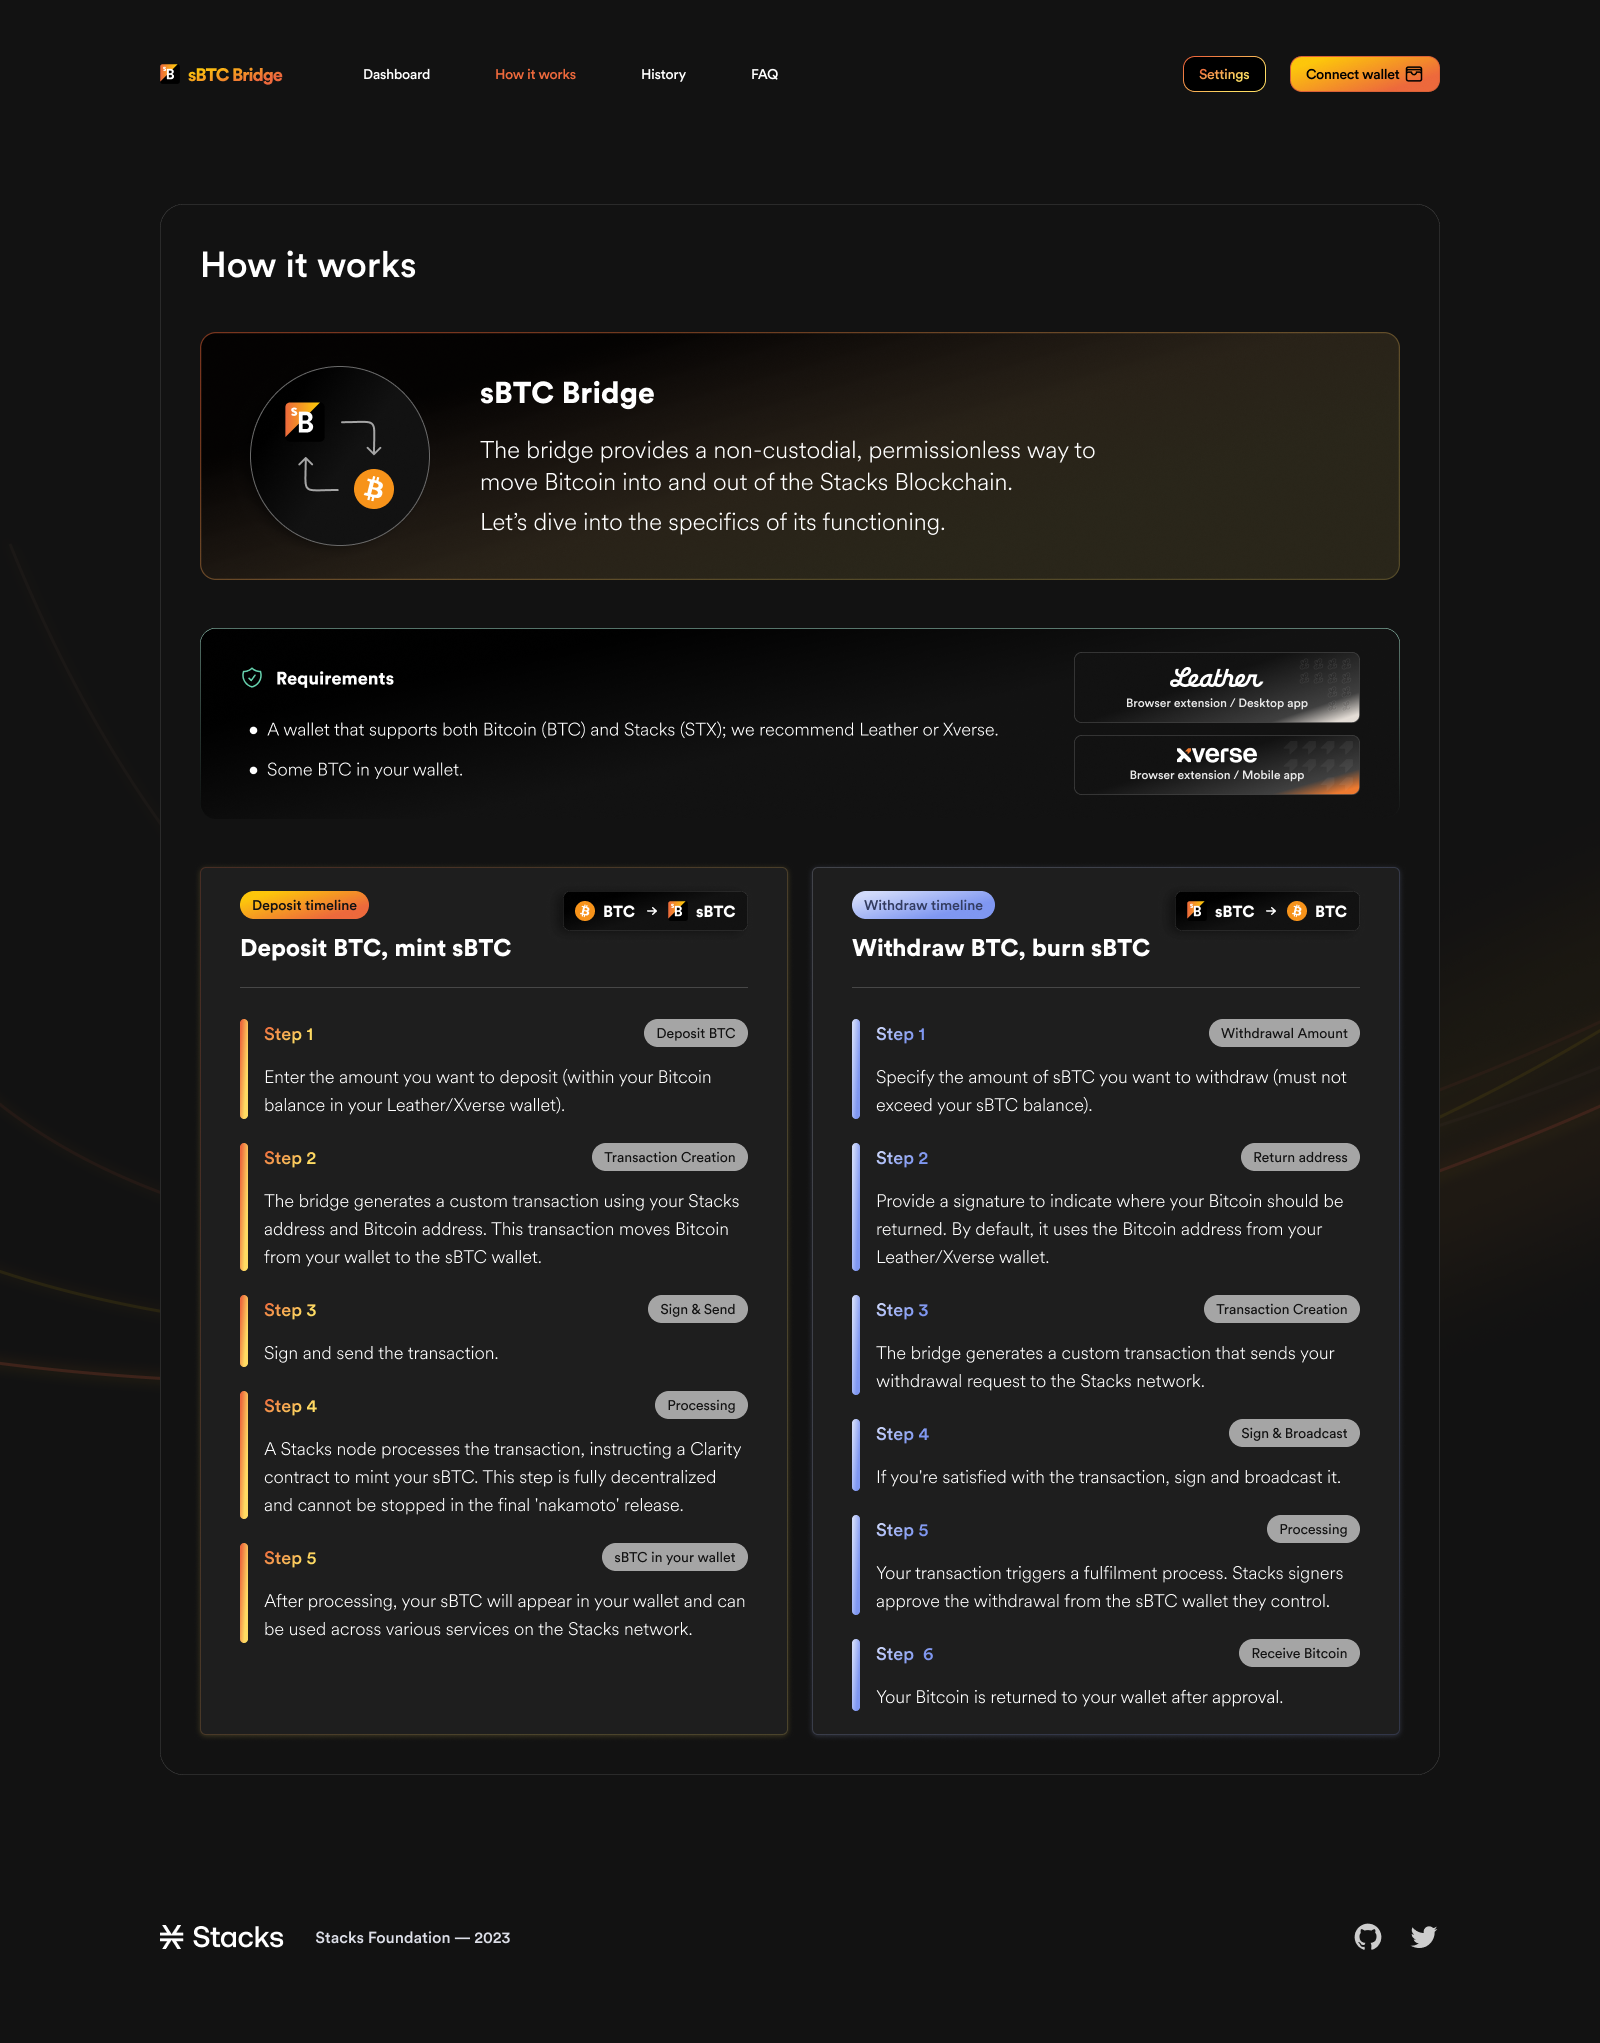 sBTC Bridge
Dashboard
How it works
History
FAQ
Settings
Connect wallet
How it works
sBTC Bridge
The bridge provides a non-custodial, permissionless way to
move Bitcoin into and out of the Stacks Blockchain.
Let’s dive into the specifics of its functioning.
Requirements
• A wallet that supports both Bitcoin (BTC) and Stacks (STX); we recommend Leather or Xverse.
• Some BTC in your wallet.
Leather
Browser extension / Desktop app
xverse
Browser extension / Mobile app
Deposit timeline
BTC → sBTC
Deposit BTC, mint sBTC
Step 1
Deposit BTC
Enter the amount you want to deposit (within your Bitcoin
balance in your Leather/Xverse wallet).
Step 2
Transaction Creation
The bridge generates a custom transaction using your Stacks
address and Bitcoin address. This transaction moves Bitcoin
from your wallet to the sBTC wallet.
Step 3
Sign & Send
Sign and send the transaction.
Step 4
Processing
A Stacks node processes the transaction, instructing a Clarity
contract to mint your sBTC. This step is fully decentralized
and cannot be stopped in the final 'nakamoto' release.
Step 5
sBTC in your wallet
After processing, your sBTC will appear in your wallet and can
be used across various services on the Stacks network.
Withdraw timeline
sBTC → BTC
Withdraw BTC, burn sBTC
Step 1
Withdrawal Amount
Specify the amount of sBTC you want to withdraw (must not
exceed your sBTC balance).
Step 2
Return address
Provide a signature to indicate where your Bitcoin should be
returned. By default, it uses the Bitcoin address from your
Leather/Xverse wallet.
Step 3
Transaction Creation
The bridge generates a custom transaction that sends your
withdrawal request to the Stacks network.
Step 4
Sign & Broadcast
If you're satisfied with the transaction, sign and broadcast it.
Step 5
Processing
Your transaction triggers a fulfilment process. Stacks signers
approve the withdrawal from the sBTC wallet they control.
Step 6
Receive Bitcoin
Your Bitcoin is returned to your wallet after approval.
Stacks
Stacks Foundation — 2023